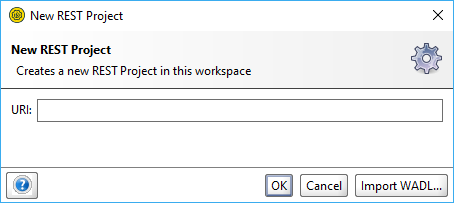 New REST Project
New REST Project
Creates a new REST Project in this workspace
URI:
?
OK Cancel Import WADL...